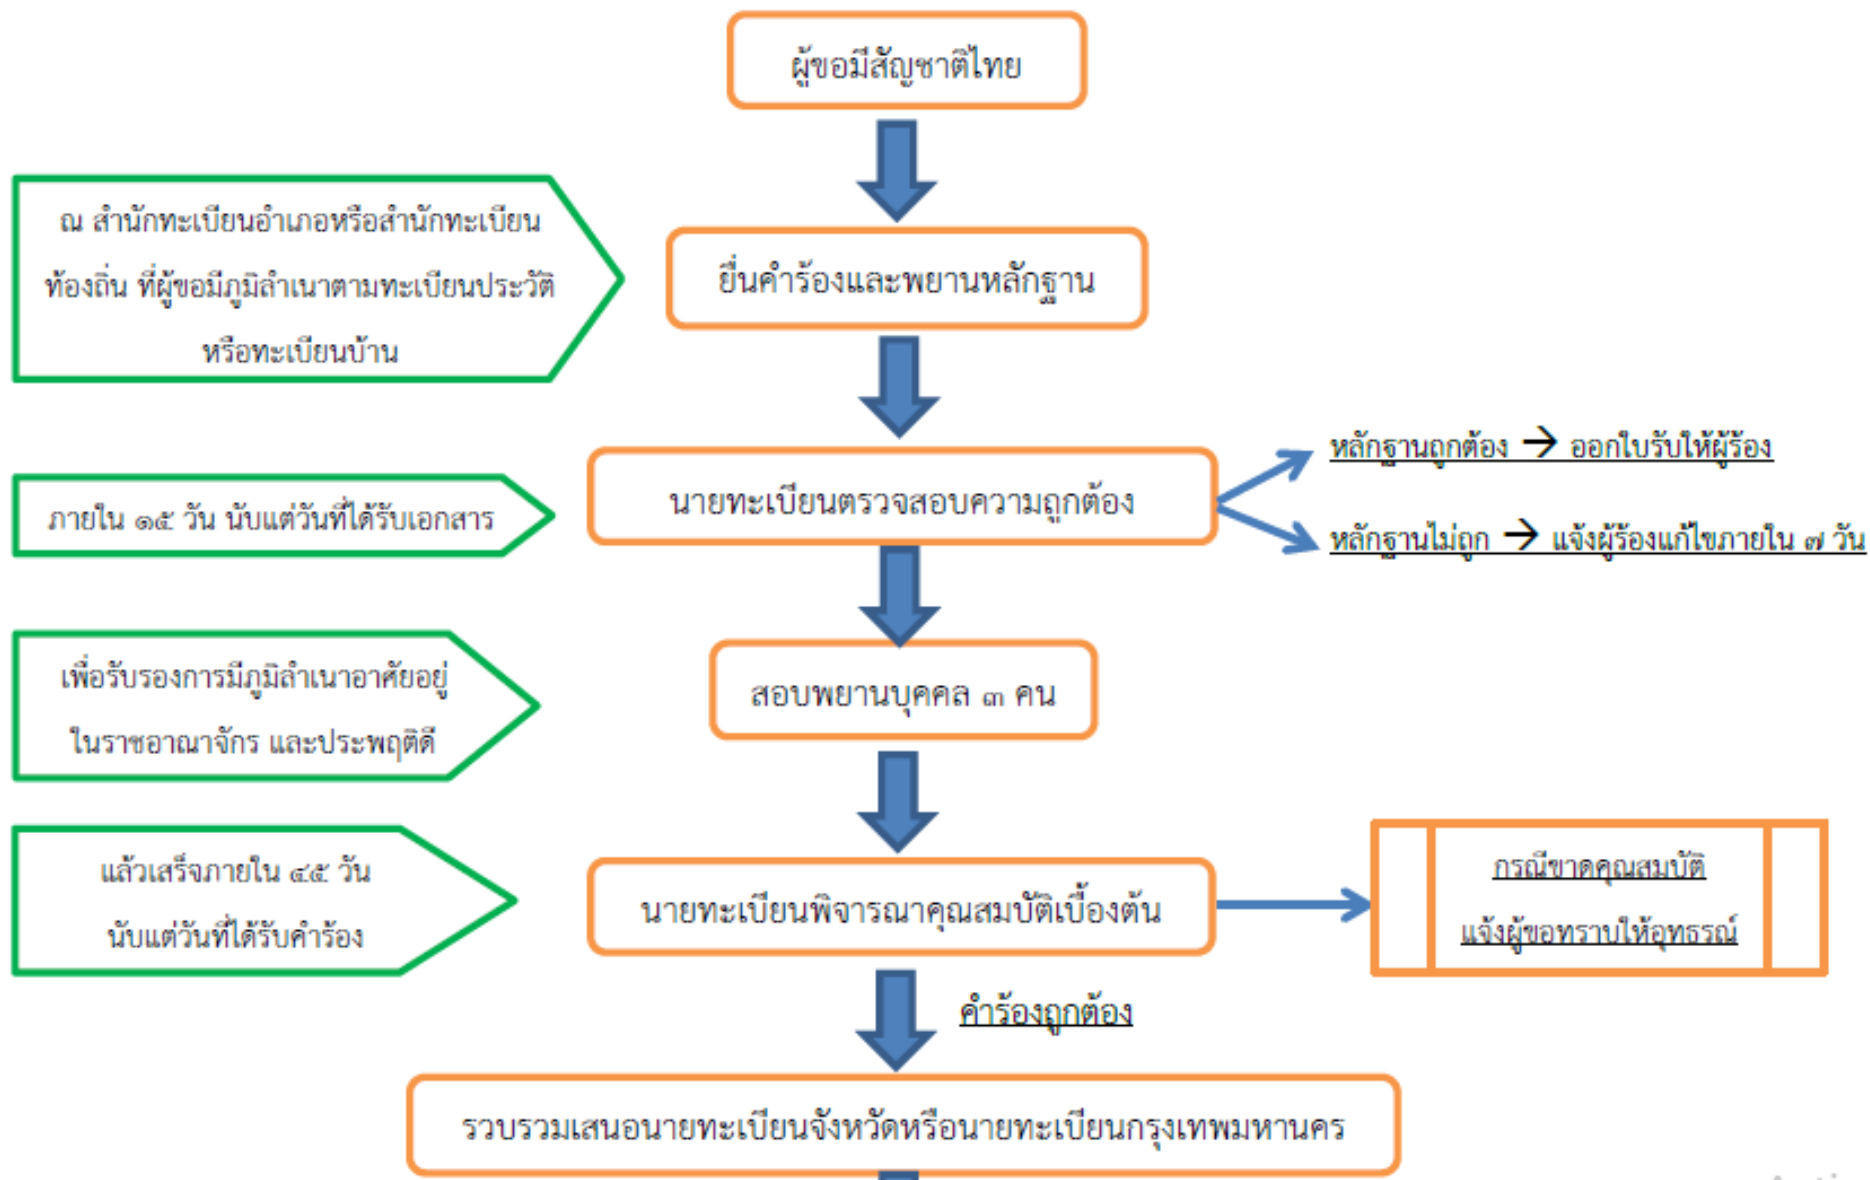 ผู้ขอมีสัญชาติไทย
ณ สำนักทะเบียนอำเภอหรือสำนักทะเบียน
ท้องถิ่น ที่ผู้ขอมีภูมิลำเนาตามทะเบียนประวัติ
หรือทะเบียนบ้าน
ยื่นคำร้องและพยานหลักฐาน
ภายใน ๑๕ วัน นับแต่วันที่ได้รับเอกสาร
นายทะเบียนตรวจสอบความถูกต้อง
หลักฐานถูกต้อง → ออกใบรับให้ผู้ร้อง
หลักฐานไม่ถูก → แจ้งผู้ร้องแก้ไขภายใน ๗ วัน
เพื่อรับรองการมีภูมิลำเนาอาศัยอยู่
ในราชอาณาจักร และประพฤติดี
สอบพยานบุคคล ๓ คน
แล้วเสร็จภายใน ๔๕ วัน
นับแต่วันที่ได้รับคำร้อง
นายทะเบียนพิจารณาคุณสมบัติเบื้องต้น
กรณีขาดคุณสมบัติ
แจ้งผู้ขอทราบให้อุทธรณ์
คำร้องถูกต้อง
รวบรวมเสนอนายทะเบียนจังหวัดหรือนายทะเบียนกรุงเทพมหานคร